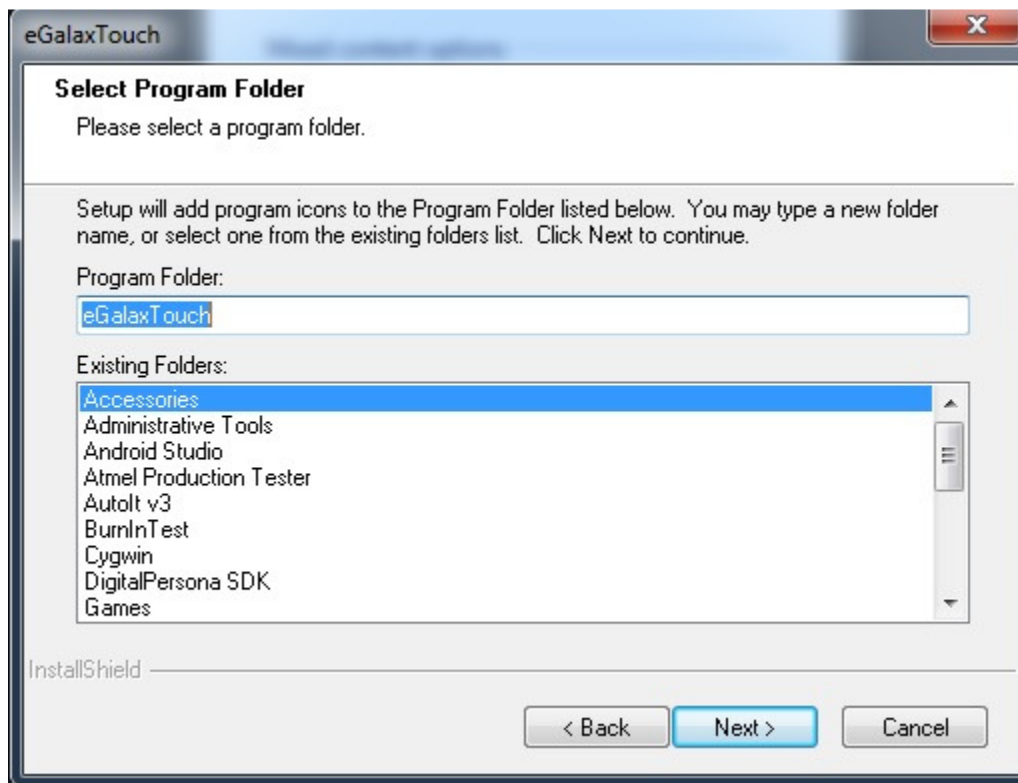 eGalaxTouch
Mixed content options
Select Program Folder
Please select a program folder.
Setup will add program icons to the Program Folder listed below.  You may type a new folder
name, or select one from the existing folders list.  Click Next to continue.
Program Folder:
eGalaxTouch
Existing Folders:
Accessories
Administrative Tools
Android Studio
Atmel Production Tester
AutoIt v3
BurnInTest
Cygwin
DigitalPersona SDK
Games
InstallShield
< Back
Next >
Cancel